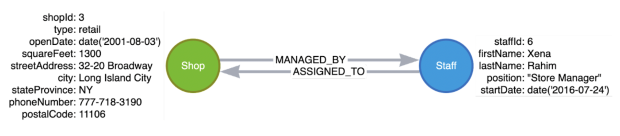 shopId: 3
type: retail
openDate: date('2001-08-03')
squareFeet: 1300
streetAddress: 32-20 Broadway
city: Long Island City
stateProvince: NY
phoneNumber: 777-718-3190
postalCode: 11106
Shop
MANAGED_BY
ASSIGNED_TO
Staff
staffId: 6
firstName: Xena
lastName: Rahim
position: "Store Manager"
startDate: date('2016-07-24')